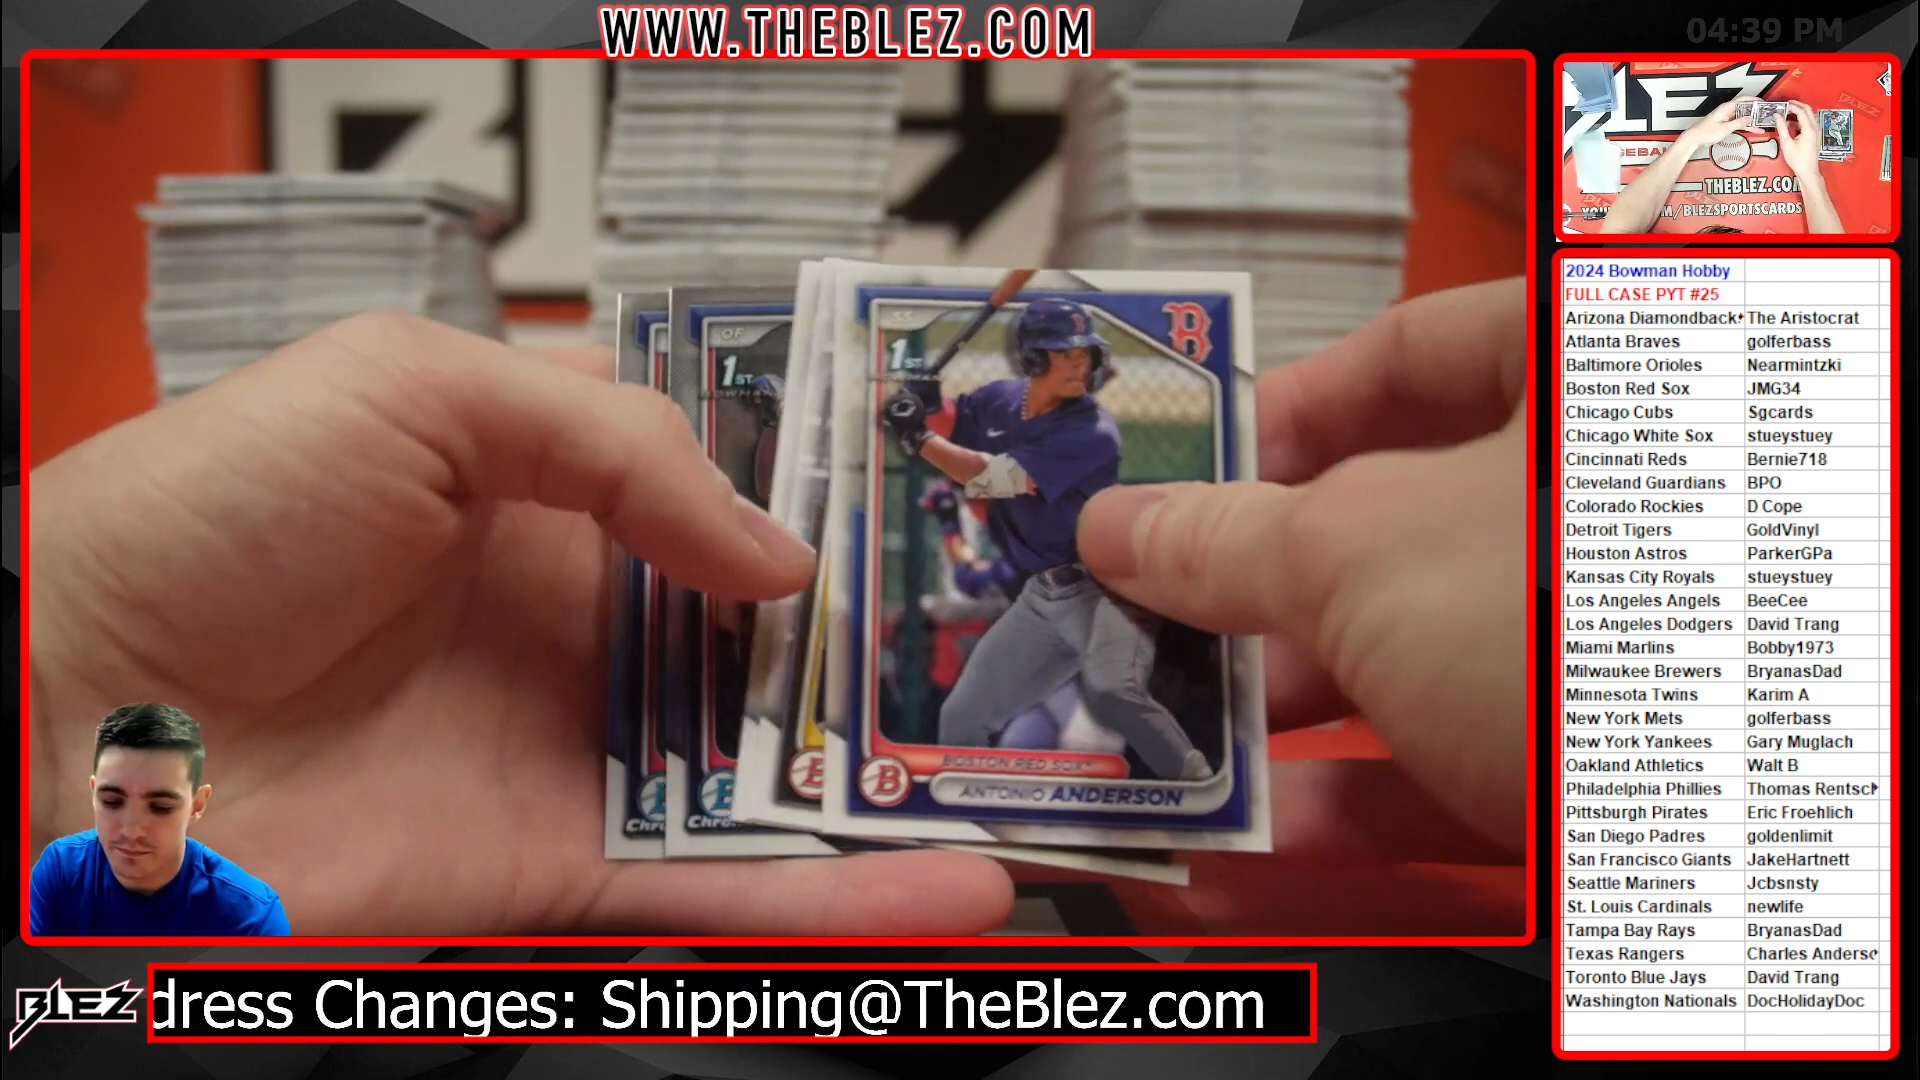 WWW.THEBLEZ.COM
04:39 PM
BLEZ
THEBLEZ.COM
M/BLEZSPORTSCARDS
OF
1ST
BOWMAN
SS
1ST
BOWMAN
B
B
BOSTON RED SOX
ANTONIO ANDERSON
Chr
Chro
2024 Bowman Hobby
FULL CASE PYT #25
Arizona Diamondback The Aristocrat
Atlanta Braves golferbass
Baltimore Orioles Nearmintzki
Boston Red Sox JMG34
Chicago Cubs Sgcards
Chicago White Sox stueystuey
Cincinnati Reds Bernie718
Cleveland Guardians BPO
Colorado Rockies D Cope
Detroit Tigers GoldVinyl
Houston Astros ParkerGPa
Kansas City Royals stueystuey
Los Angeles Angels BeeCee
Los Angeles Dodgers David Trang
Miami Marlins Bobby1973
Milwaukee Brewers BryanasDad
Minnesota Twins Karim A
New York Mets golferbass
New York Yankees Gary Muglach
Oakland Athletics Walt B
Philadelphia Phillies Thomas Rentsch
Pittsburgh Pirates Eric Froehlich
San Diego Padres goldenlimit
San Francisco Giants JakeHartnett
Seattle Mariners Jcbsnsty
St. Louis Cardinals newlife
Tampa Bay Rays BryanasDad
Texas Rangers Charles Anderso
Toronto Blue Jays David Trang
Washington Nationals DocHolidayDoc
BLEZ
dress Changes: Shipping@TheBlez.com